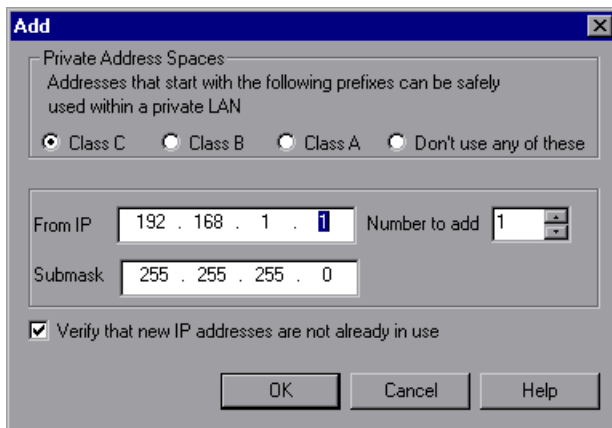 Add
Private Address Spaces
Addresses that start with the following prefixes can be safely
used within a private LAN
Class C Class B Class A Don't use any of these
From IP 192 . 168 . 1 . 1 Number to add 1
Submask 255 . 255 . 255 . 0
Verify that new IP addresses are not already in use
OK Cancel Help